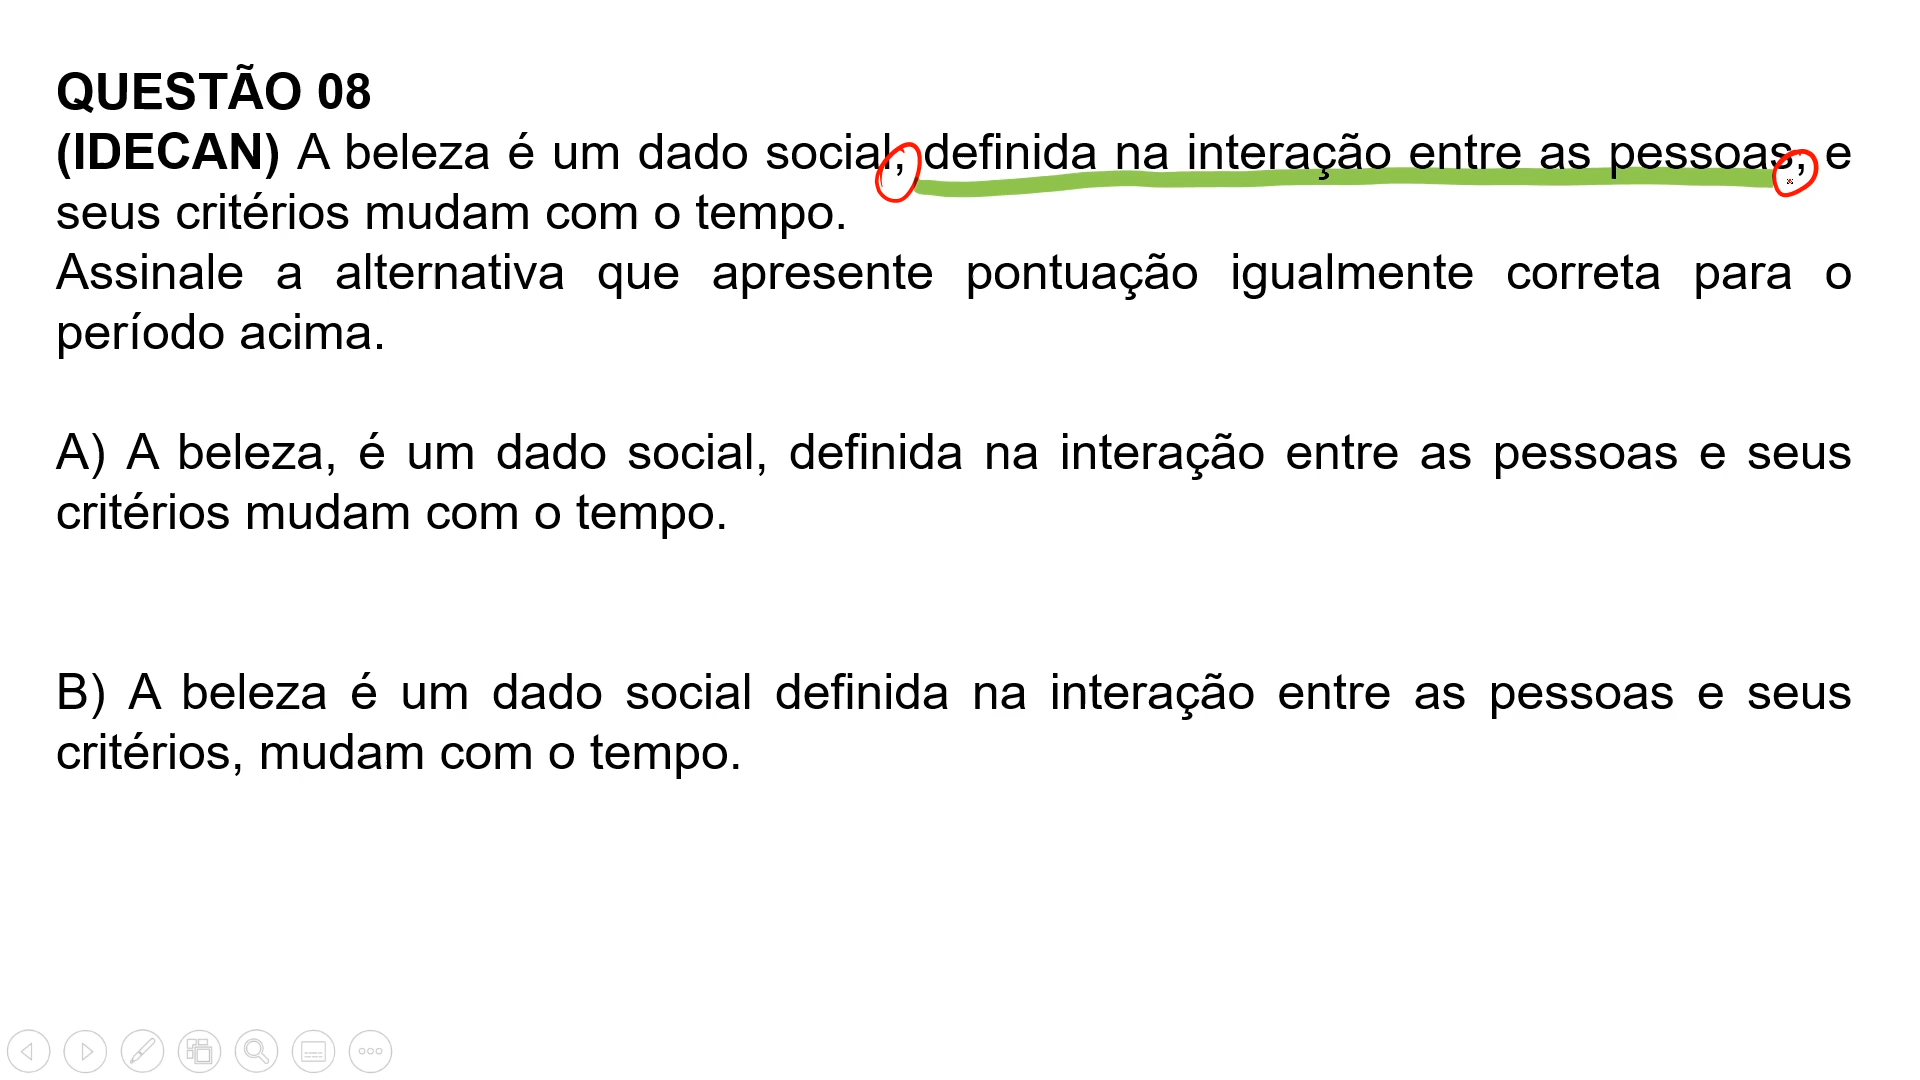 QUESTÃO 08
(IDECAN) A beleza é um dado social, definida na interação entre as pessoas, e
seus critérios mudam com o tempo.
Assinale a alternativa que apresente pontuação igualmente correta para o
período acima.
A) A beleza, é um dado social, definida na interação entre as pessoas e seus
critérios mudam com o tempo.
B) A beleza é um dado social definida na interação entre as pessoas e seus
critérios, mudam com o tempo.